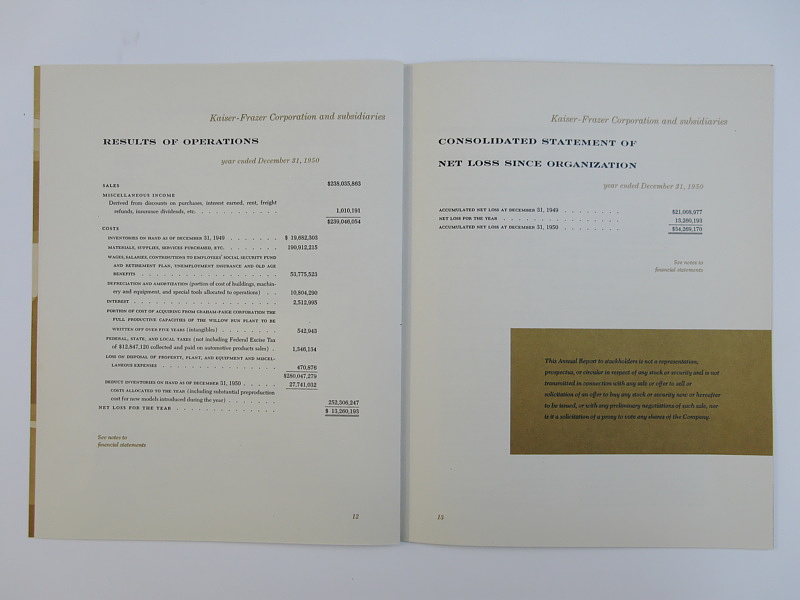 Kaiser-Frazer Corporation and subsidiaries
RESULTS OF OPERATIONS
year ended December 31, 1950
SALES $238,035,863
MISCELLANEOUS INCOME
Derived from discounts on purchases, interest earned, rent, freight
refunds, insurance dividends, etc. 1,010,191
$239,046,054
COSTS
INVENTORIES ON HAND AS OF DECEMBER 31, 1949 $ 19,682,303
MATERIALS, SUPPLIES, SERVICES PURCHASED, ETC. 190,912,215
WAGES, SALARIES, CONTRIBUTIONS TO EMPLOYEES' SOCIAL SECURITY FUND
AND RETIREMENT PLAN, UNEMPLOYMENT INSURANCE AND OLD AGE
BENEFITS 53,775,523
DEPRECIATION AND AMORTIZATION (portion of cost of buildings, machin-
ery and equipment, and special tools allocated to operations) 10,804,290
INTEREST 2,512,995
PORTION OF COST OF ACQUIRING FROM GRAHAM-PAIGE CORPORATION THE
FULL PRODUCTIVE CAPACITIES OF THE WILLOW RUN PLANT TO BE
WRITTEN OFF OVER FIVE YEARS (intangibles) 542,943
FEDERAL, STATE, AND LOCAL TAXES (not including Federal Excise Tax
of $12,847,120 collected and paid on automotive products sales) 1,546,134
LOSS ON DISPOSAL OF PROPERTY, PLANT, AND EQUIPMENT AND MISCEL-
LANEOUS EXPENSES 470,876
$280,047,279
DEDUCT INVENTORIES ON HAND AS OF DECEMBER 31, 1950 27,741,032
COSTS ALLOCATED TO THE YEAR (including substantial preproduction
cost for new models introduced during the year) 252,306,247
NET LOSS FOR THE YEAR $ 13,260,193
See notes to
financial statements
12
Kaiser-Frazer Corporation and subsidiaries
CONSOLIDATED STATEMENT OF
NET LOSS SINCE ORGANIZATION
year ended December 31, 1950
ACCUMULATED NET LOSS AT DECEMBER 31, 1949 $21,008,977
NET LOSS FOR THE YEAR 13,260,193
ACCUMULATED NET LOSS AT DECEMBER 31, 1950 $34,269,170
See notes to
financial statements
This Annual Report to stockholders is not a representation,
prospectus, or circular in respect of any stock or security and is not
transmitted in connection with any sale or offer to sell or
solicitation of an offer to buy any stock or security now or hereafter
to be issued, or with any preliminary negotiations of such sale, nor
is it a solicitation of a proxy to vote any shares of the Company.
13